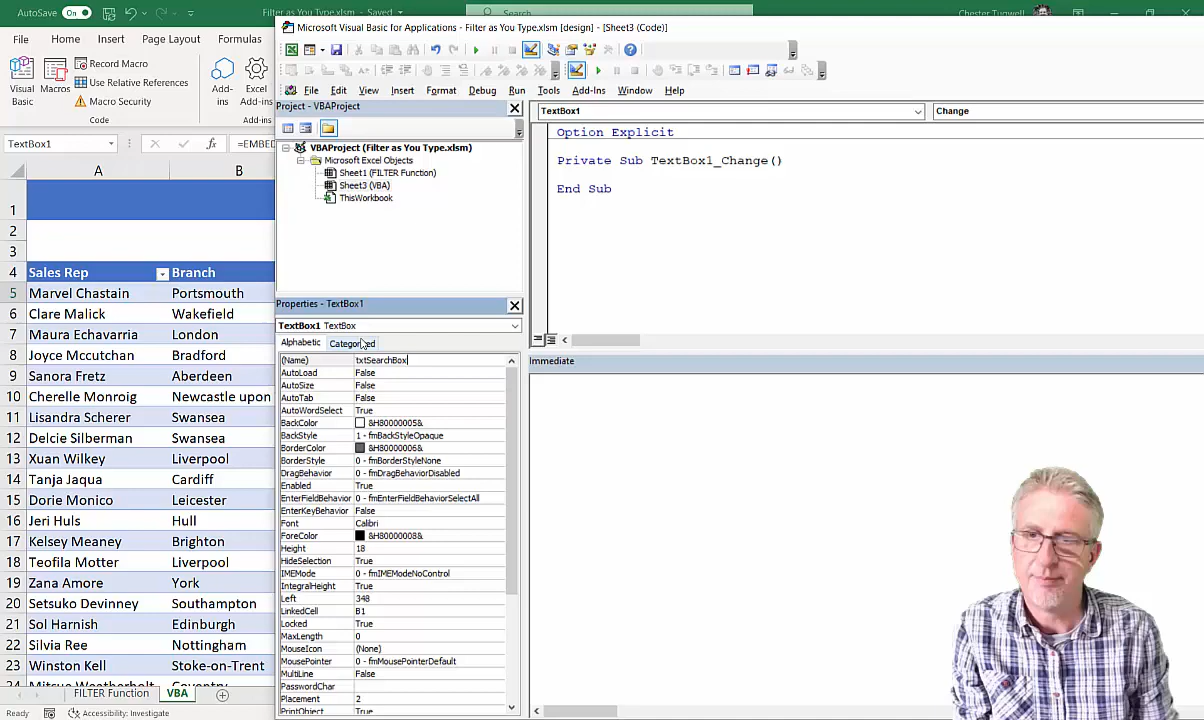 AutoSave On
Filter as You Type.xlsm - Saved
Search
Chester Tugwell
File Home Insert Page Layout Formulas
Visual Basic
Macros
Record Macro
Use Relative References
Macro Security
Code
Add-ins
Excel Add-ins
Add-ins
TextBox1
fx
=EMBED
A B
1
2
3
4 Sales Rep Branch
5 Marvel Chastain Portsmouth
6 Clare Malick Wakefield
7 Maura Echavarria London
8 Joyce Mccutchan Bradford
9 Sanora Fretz Aberdeen
10 Cherelle Monroig Newcastle upon
11 Lisandra Scherer Swansea
12 Delcie Silberman Swansea
13 Xuan Wilkey Liverpool
14 Tanja Jaqua Cardiff
15 Dorie Monico Leicester
16 Jeri Huls Hull
17 Kelsey Meaney Brighton
18 Teofila Motter Liverpool
19 Zana Amore York
20 Setsuko Devinney Southampton
21 Sol Harnish Edinburgh
22 Silvia Ree Nottingham
23 Winston Kell Stoke-on-Trent
FILTER Function VBA
Ready
Accessibility: Investigate
Microsoft Visual Basic for Applications - Filter as You Type.xlsm [design] - [Sheet3 (Code)]
File Edit View Insert Format Debug Run Tools Add-Ins Window Help
Project - VBAProject
VBAProject (Filter as You Type.xlsm)
Microsoft Excel Objects
Sheet1 (FILTER Function)
Sheet3 (VBA)
ThisWorkbook
Properties - TextBox1
TextBox1 TextBox
Alphabetic Categorized
(Name) txtSearchBox
AutoLoad False
AutoSize False
AutoTab False
AutoWordSelect True
BackColor &H80000005&
BackStyle 1 - fmBackStyleOpaque
BorderColor &H80000006&
BorderStyle 0 - fmBorderStyleNone
DragBehavior 0 - fmDragBehaviorDisabled
Enabled True
EnterFieldBehavior 0 - fmEnterFieldBehaviorSelectAll
EnterKeyBehavior False
Font Calibri
ForeColor &H80000008&
Height 18
HideSelection True
IMEMode 0 - fmIMEModeNoControl
IntegralHeight True
Left 348
LinkedCell B1
Locked True
MaxLength 0
MouseIcon (None)
MousePointer 0 - fmMousePointerDefault
MultiLine False
PasswordChar
Placement 2
PrintObject True
TextBox1
Change
Option Explicit
Private Sub TextBox1_Change()
End Sub
Immediate